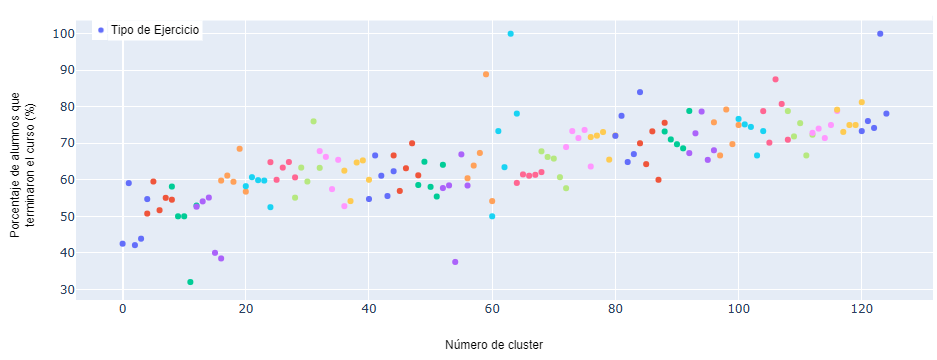 Tipo de Ejercicio
Porcentaje de alumnos que
terminaron el curso (%)
100
90
80
70
60
50
40
30
0 20 40 60 80 100 120
Número de cluster